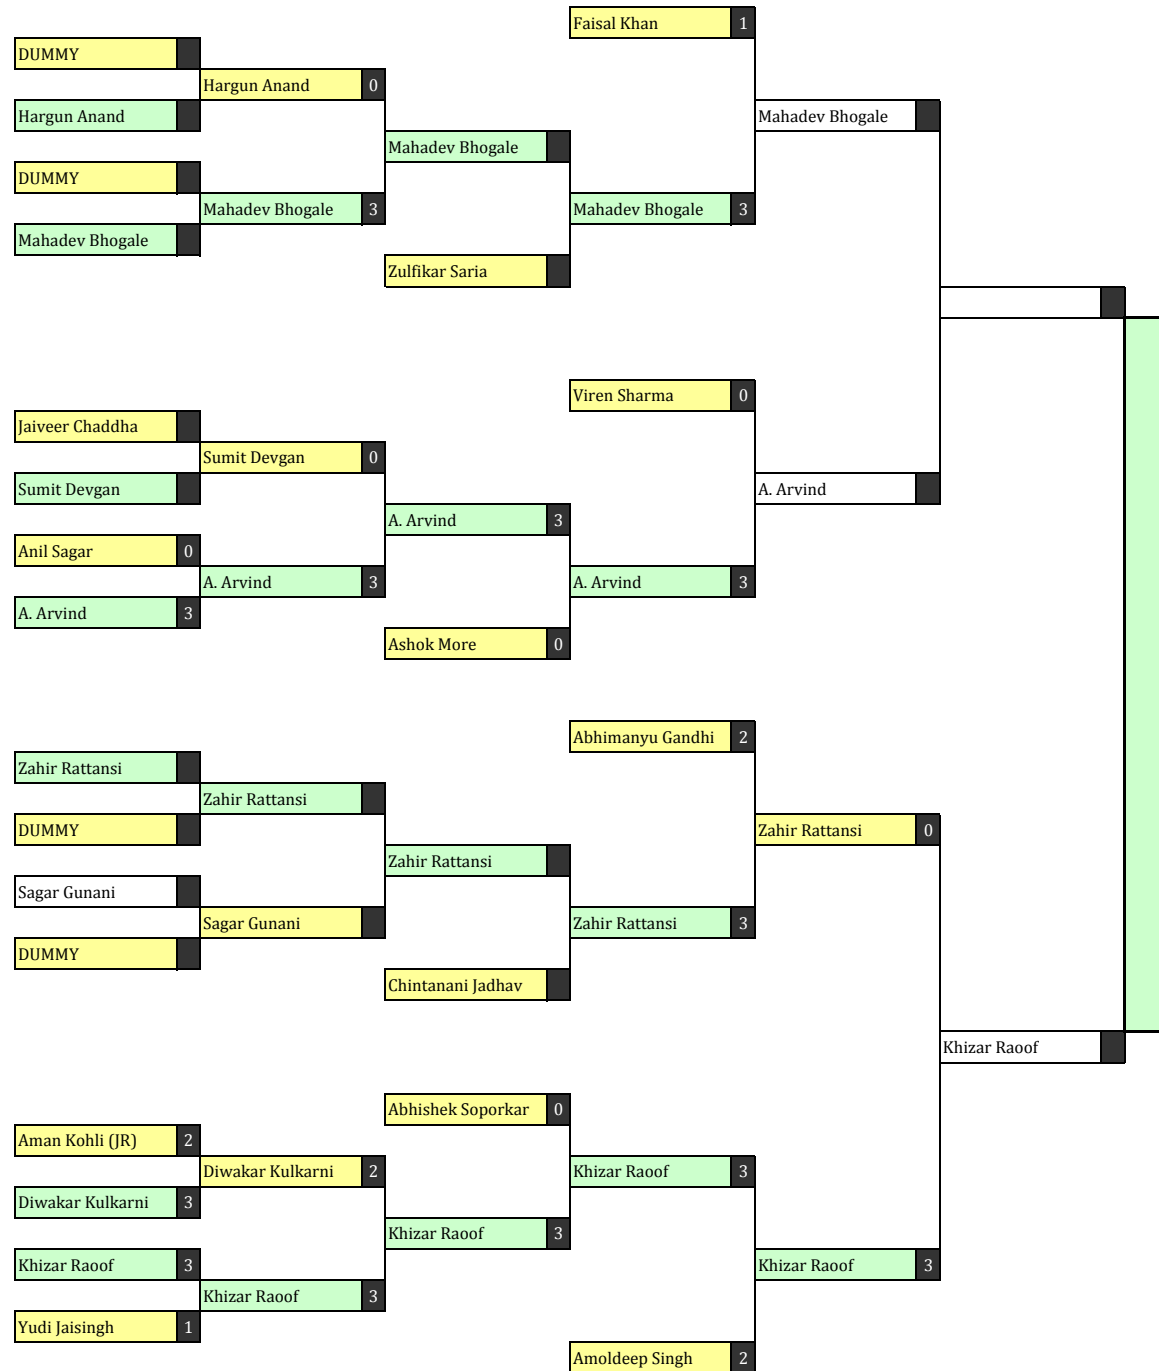 Faisal Khan 1
DUMMY
Hargun Anand 0
Hargun Anand
Mahadev Bhogale
Mahadev Bhogale
DUMMY
Mahadev Bhogale 3
Mahadev Bhogale 3
Mahadev Bhogale
Zulfikar Saria
Viren Sharma 0
Jaiveer Chaddha
Sumit Devgan 0
Sumit Devgan
A. Arvind
A. Arvind 3
Anil Sagar 0
A. Arvind 3
A. Arvind 3
A. Arvind 3
Ashok More 0
Abhimanyu Gandhi 2
Zahir Rattansi
Zahir Rattansi
DUMMY
Zahir Rattansi 0
Zahir Rattansi
Sagar Gunani
Sagar Gunani
Zahir Rattansi 3
DUMMY
Chintanani Jadhav
Khizar Raoof
Abhishek Soporkar 0
Aman Kohli (JR) 2
Diwakar Kulkarni 2
Khizar Raoof 3
Diwakar Kulkarni 3
Khizar Raoof 3
Khizar Raoof 3
Khizar Raoof 3
Khizar Raoof 3
Yudi Jaisingh 1
Amoldeep Singh 2